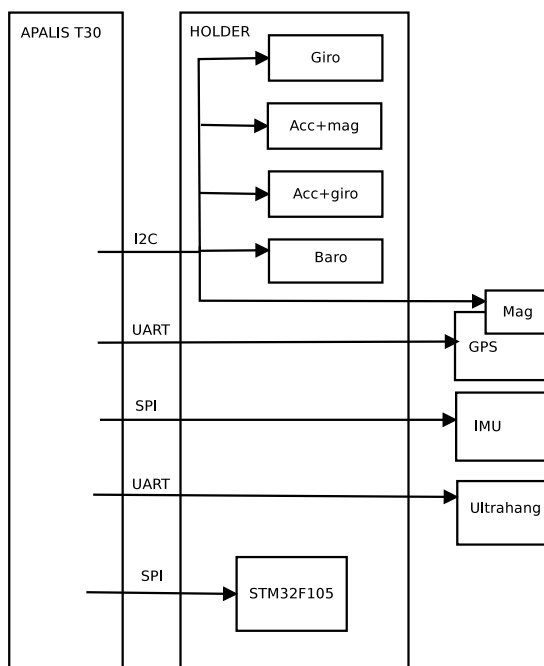 APALIS T30
HOLDER
Giro
Acc+mag
Acc+giro
I2C
Baro
Mag
UART
GPS
SPI
IMU
UART
Ultrahang
SPI
STM32F105